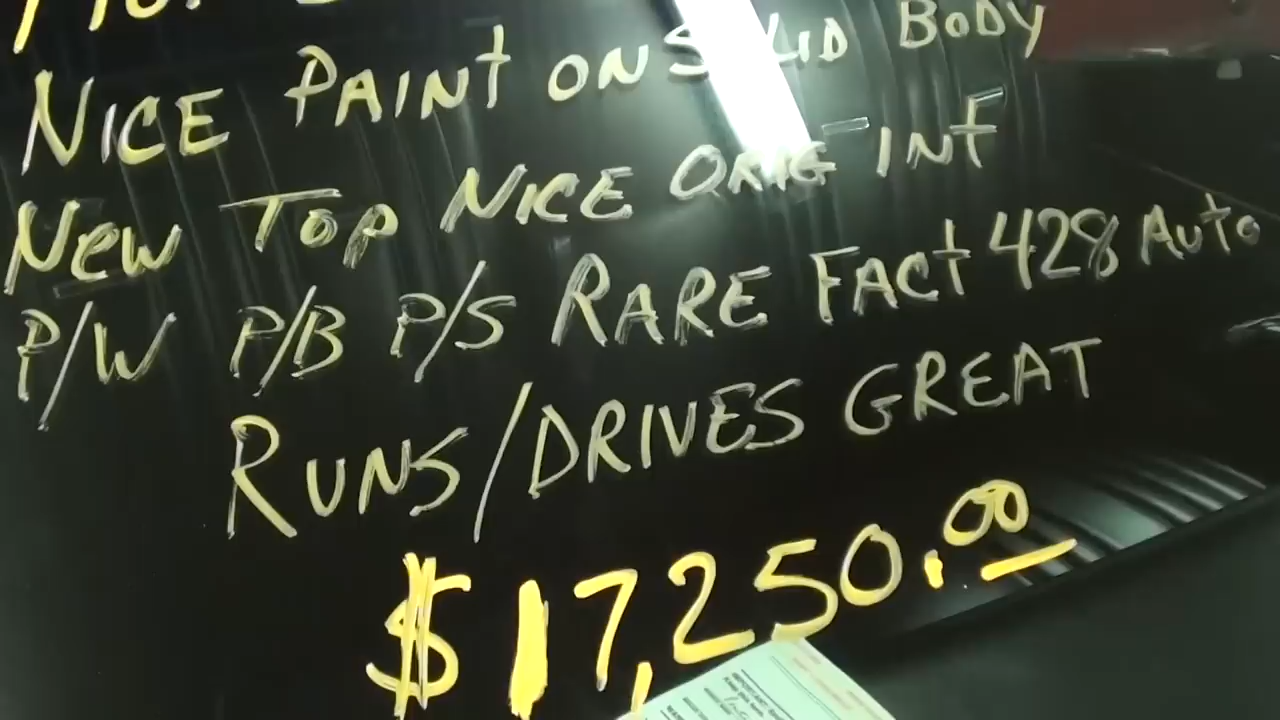 NICE PAINT ON SOLID BODY
NEW TOP NICE ORIG INT
P/W P/B P/S RARE FACT 428 AUTO
RUNS/DRIVES GREAT
$17,250.00